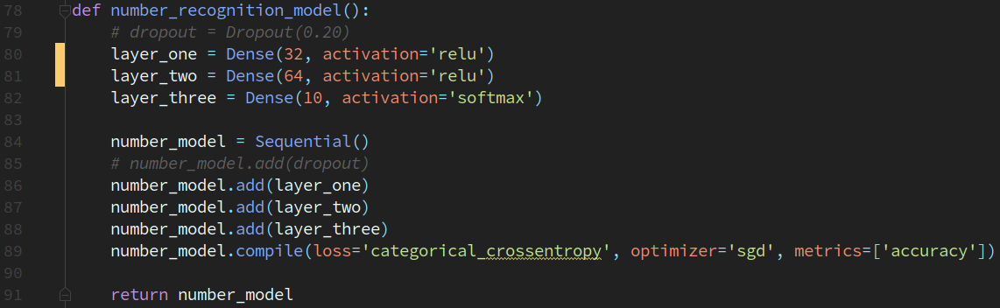 78 def number_recognition_model():
79     # dropout = Dropout(0.20)
80     layer_one = Dense(32, activation='relu')
81     layer_two = Dense(64, activation='relu')
82     layer_three = Dense(10, activation='softmax')
83
84     number_model = Sequential()
85     # number_model.add(dropout)
86     number_model.add(layer_one)
87     number_model.add(layer_two)
88     number_model.add(layer_three)
89     number_model.compile(loss='categorical_crossentropy', optimizer='sgd', metrics=['accuracy'])
90
91     return number_model